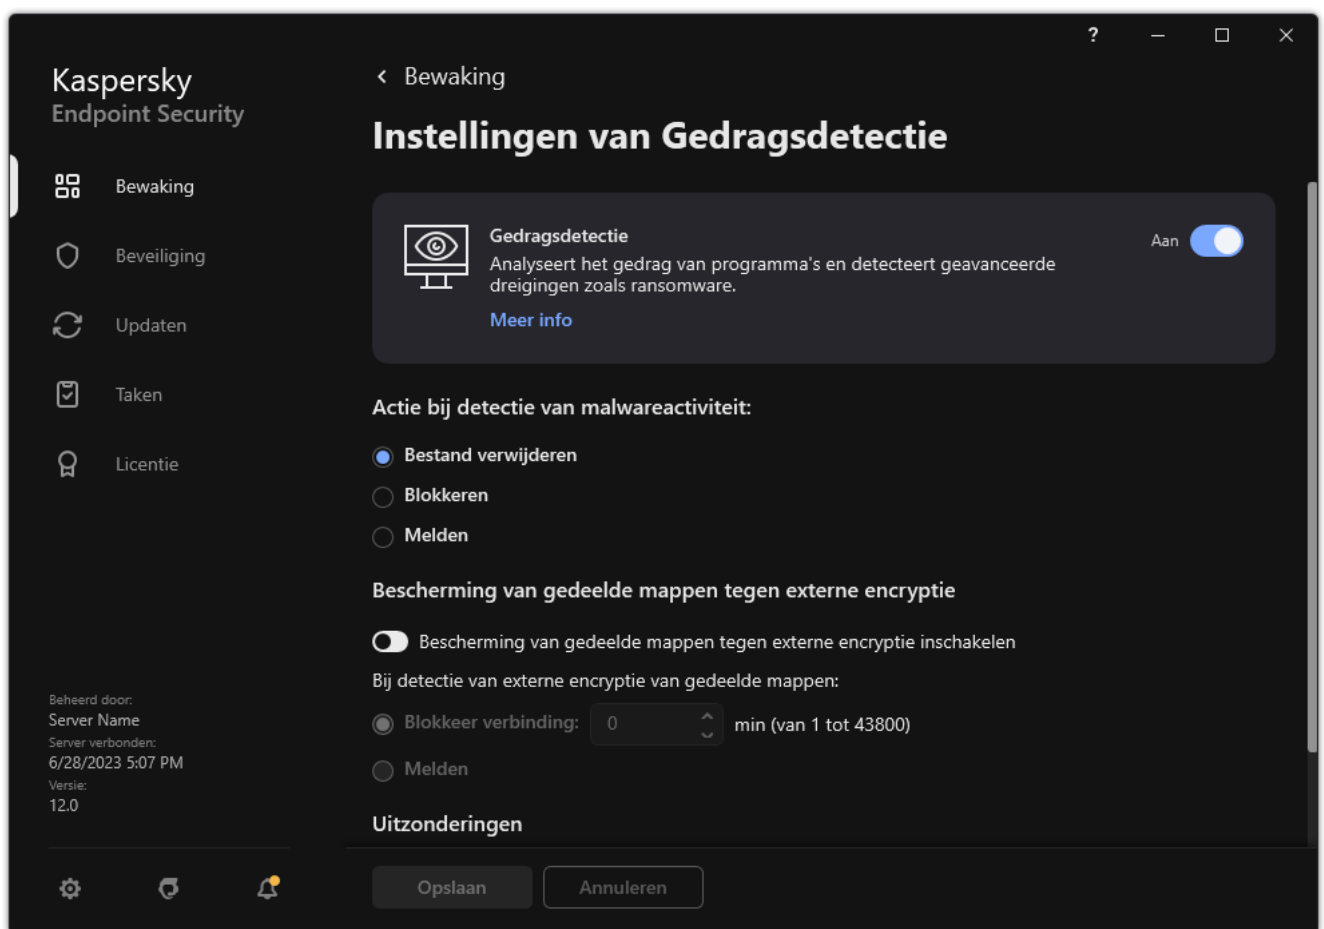 ?
Kaspersky
Endpoint Security
Bewaking
Beveiliging
Updaten
Taken
Licentie
Beheerd door:
Server Name
Server verbonden:
6/28/2023 5:07 PM
Versie:
12.0
Bewaking
Instellingen van Gedragsdetectie
Gedragsdetectie
Aan
Analyseert het gedrag van programma's en detecteert geavanceerde
dreigingen zoals ransomware.
Meer info
Actie bij detectie van malwareactiviteit:
Bestand verwijderen
Blokkeren
Melden
Bescherming van gedeelde mappen tegen externe encryptie
Bescherming van gedeelde mappen tegen externe encryptie inschakelen
Bij detectie van externe encryptie van gedeelde mappen:
Blokkeer verbinding: 0 min (van 1 tot 43800)
Melden
Uitzonderingen
Opslaan Annuleren